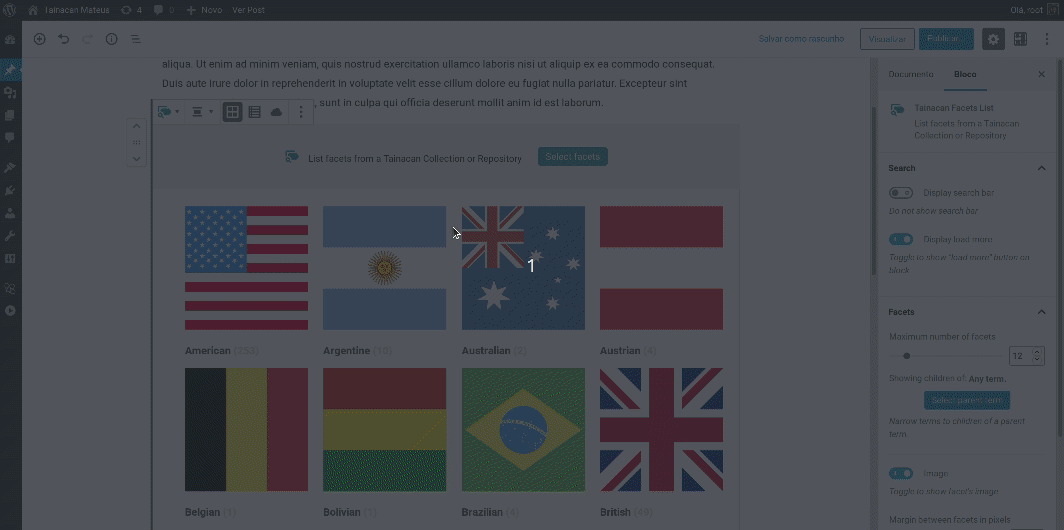 Tainacan Mateus
4
0
Novo
Ver Post
Olá, root
Salvar como rascunho
Visualizar
Publicar...
aliqua. Ut enim ad minim veniam, quis nostrud exercitation ullamco laboris nisi ut aliquip ex ea commodo consequat.
Duis aute irure dolor in reprehenderit in voluptate velit esse cillum dolore eu fugiat nulla pariatur. Excepteur sint
, sunt in culpa qui officia deserunt mollit anim id est laborum.
List facets from a Tainacan Collection or Repository
Select facets
1
American (253)
Argentine (10)
Australian (2)
Austrian (4)
Belgian (1)
Bolivian (1)
Brazilian (4)
British (49)
Documento
Bloco
Tainacan Facets List
List facets from a Tainacan
Collection or Repository
Search
Display search bar
Do not show search bar
Display load more
Toggle to show "load more" button on
block
Facets
Maximum number of facets
12
Showing children of: Any term.
Select parent term
Narrow terms to children of a parent
term.
Image
Toggle to show facet's image
Margin between facets in pixels